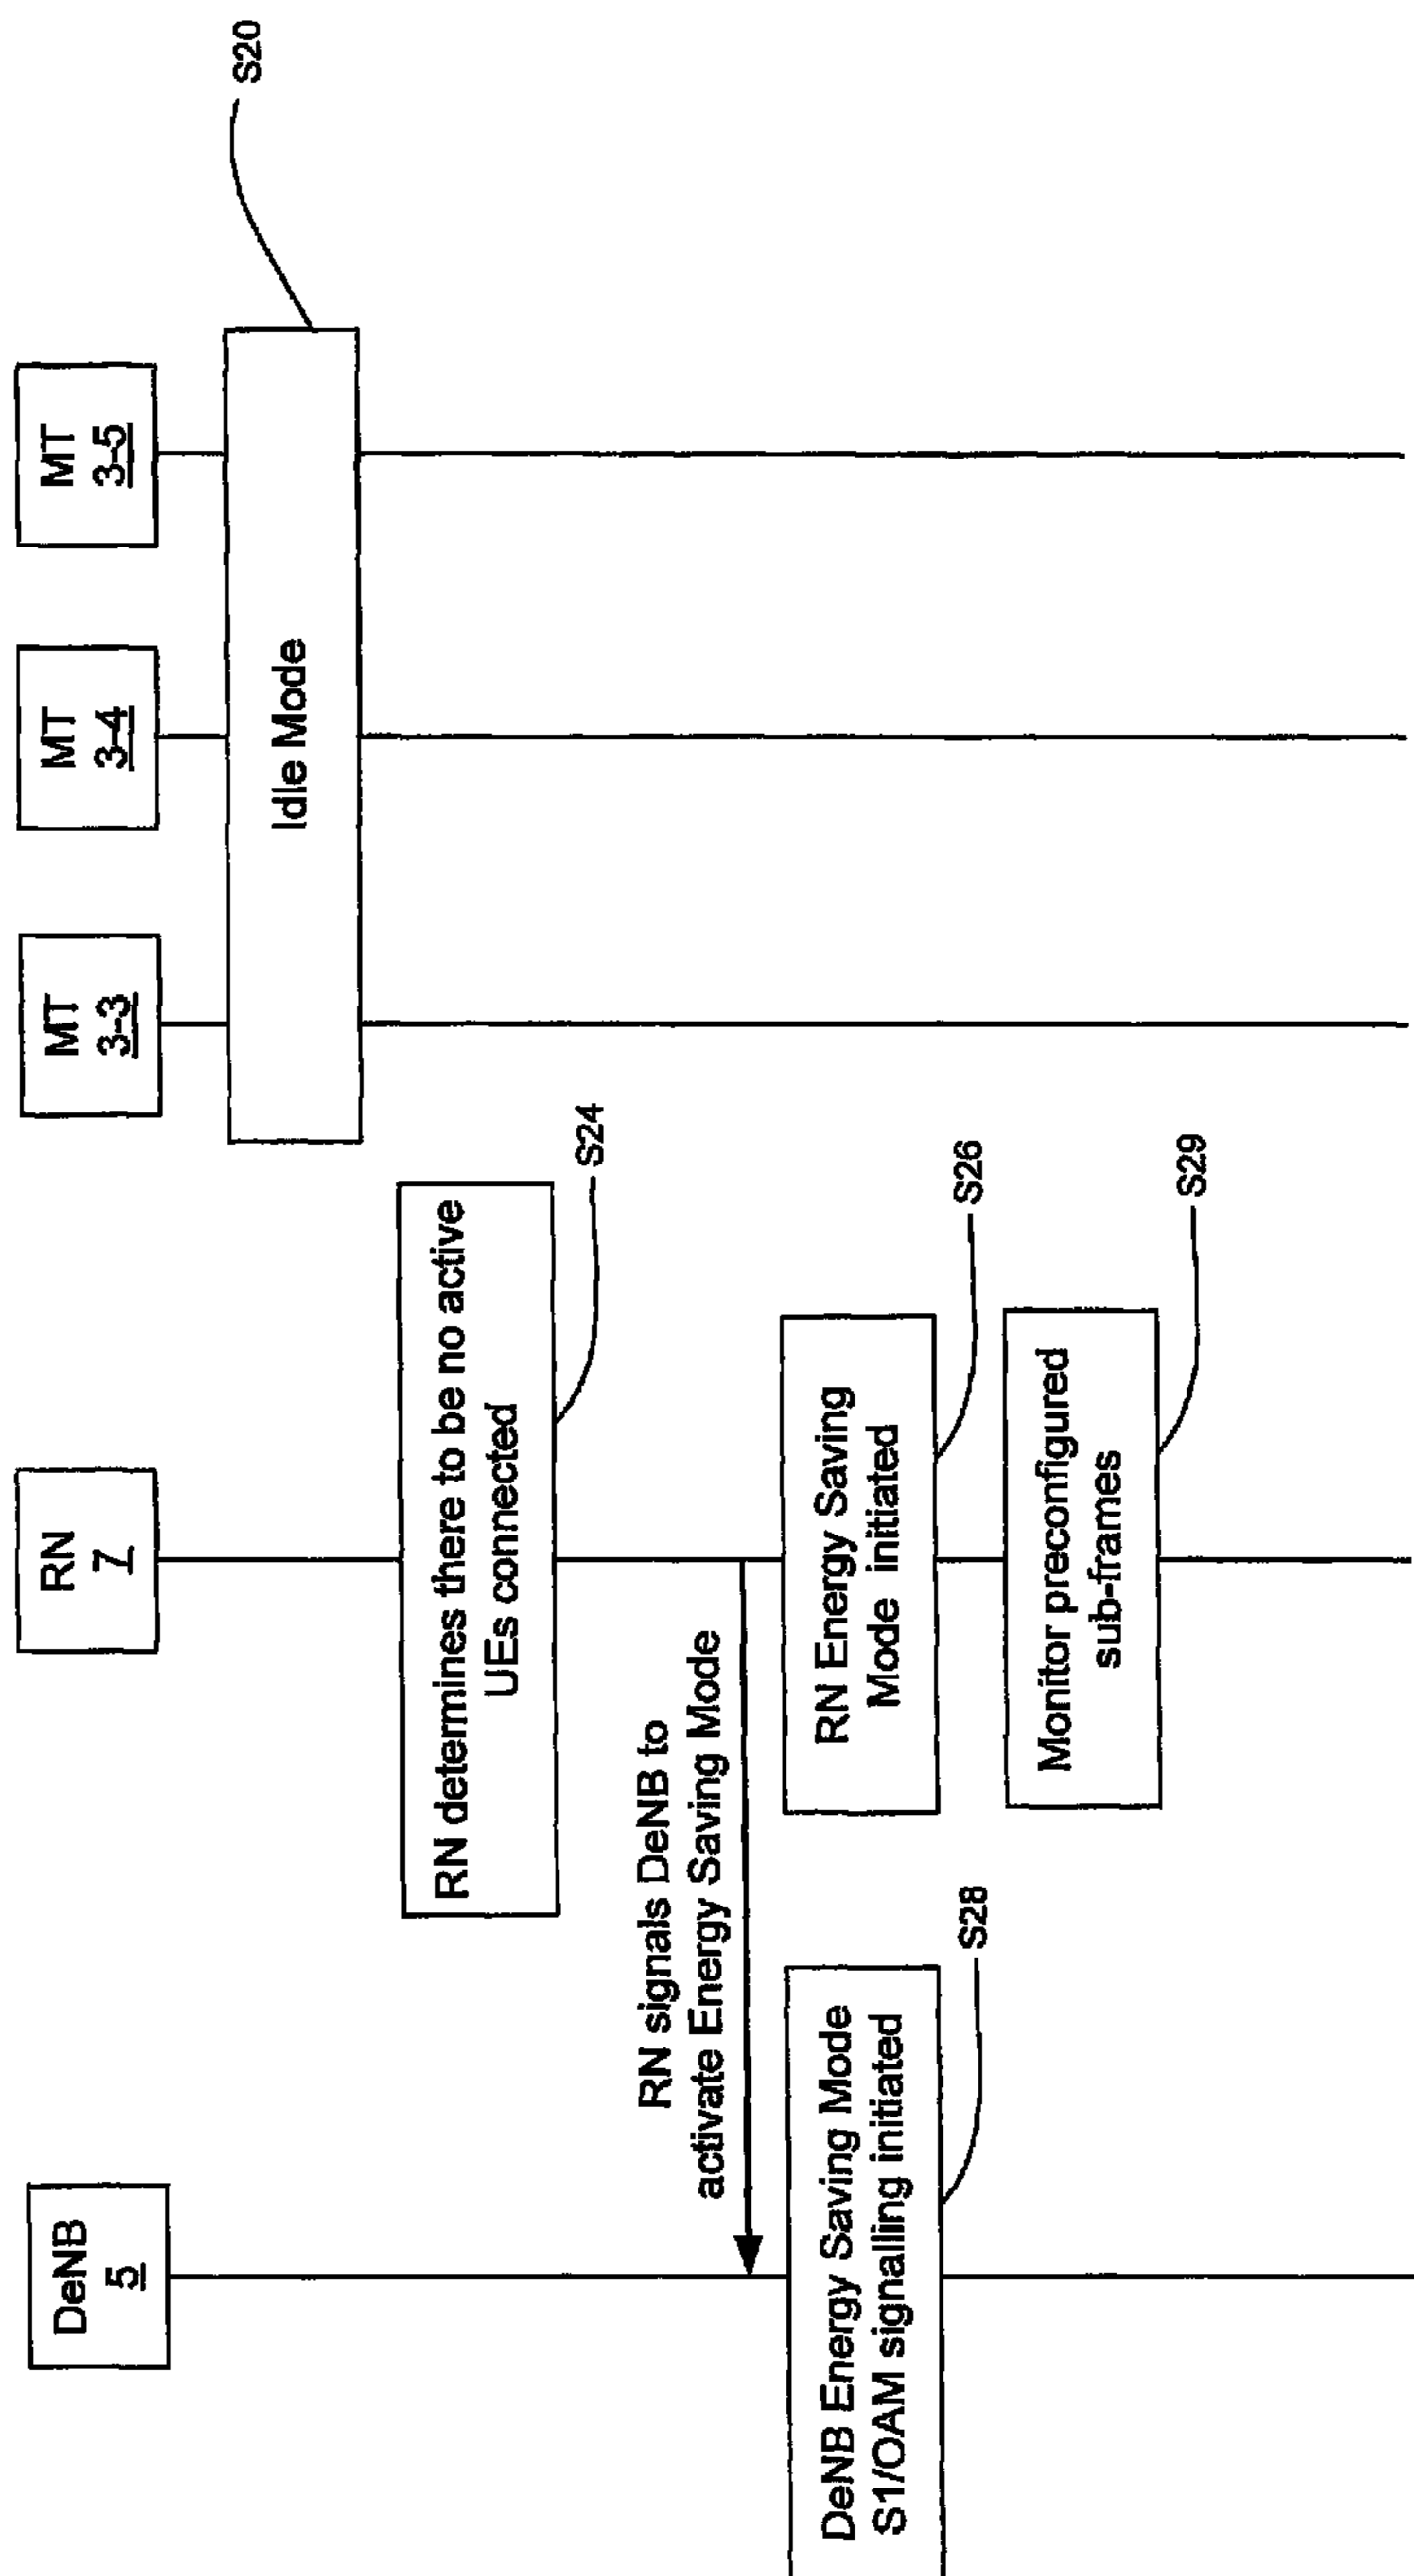 DeNB
5
RN
7
MT
3-3
MT
3-4
MT
3-5
Idle Mode
S20
RN determines there to be no active
UEs connected
S24
RN signals DeNB to
activate Energy Saving Mode
DeNB Energy Saving Mode
S1/OAM signalling initiated
S28
RN Energy Saving
Mode initiated
S26
Monitor preconfigured
sub-frames
S29